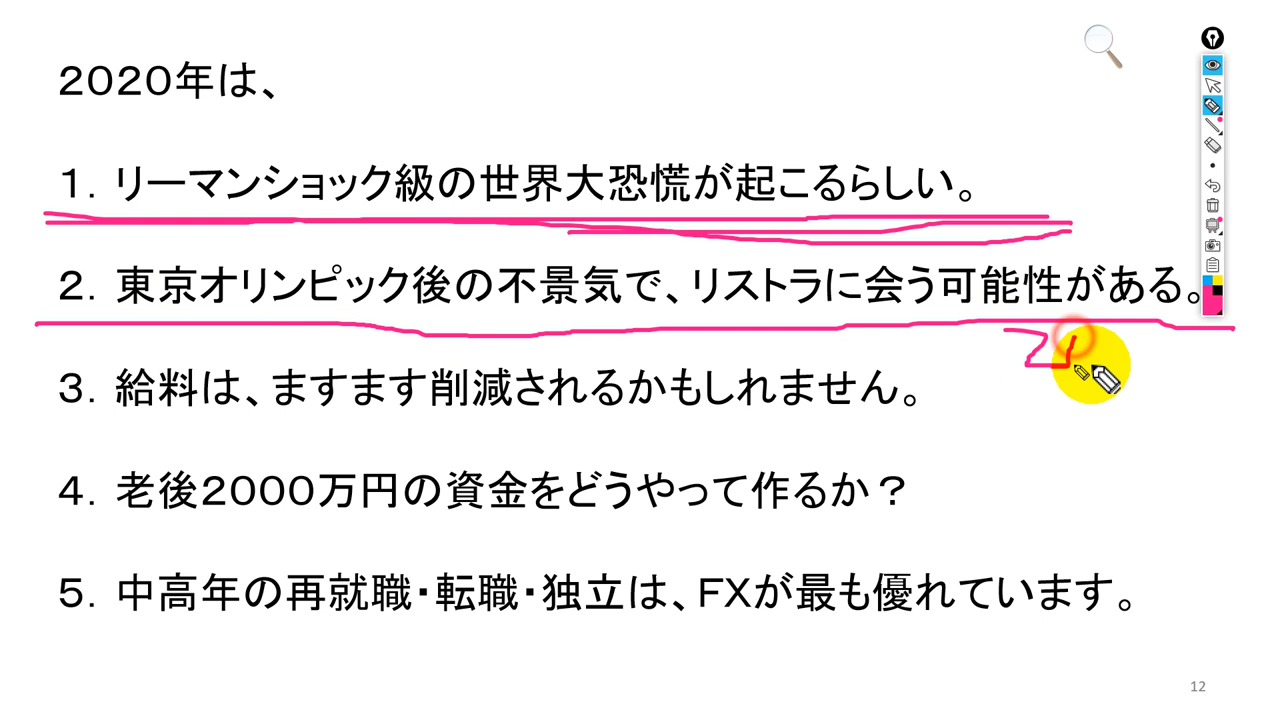 2020年は、
1．リーマンショック級の世界大恐慌が起こるらしい。
2．東京オリンピック後の不景気で、リストラに会う可能性がある。
3．給料は、ますます削減されるかもしれません。
4．老後2000万円の資金をどうやって作るか？
5．中高年の再就職・転職・独立は、FXが最も優れています。
12